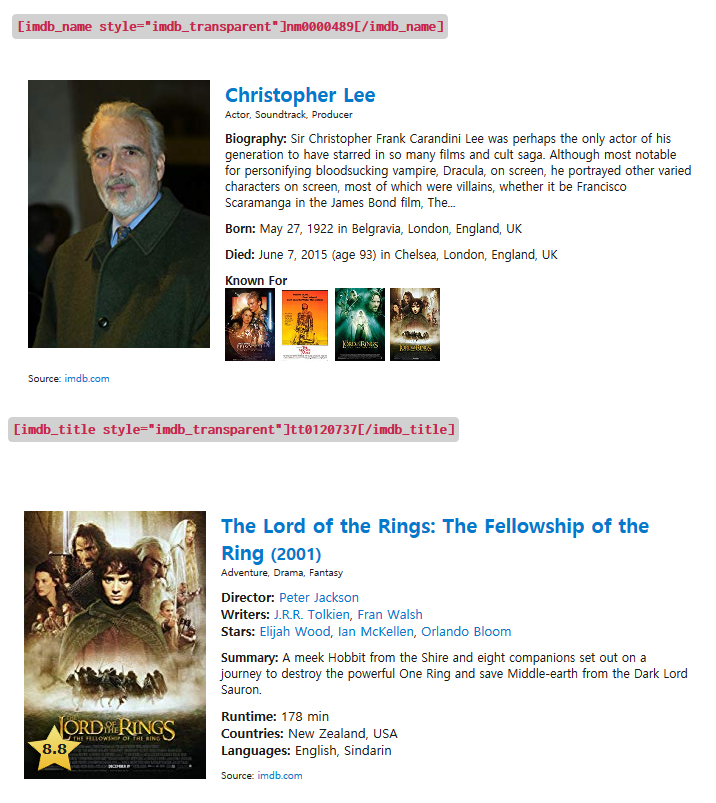 [imdb_name style="imdb_transparent"]nm0000489[/imdb_name]
Christopher Lee
Actor, Soundtrack, Producer
Biography: Sir Christopher Frank Carandini Lee was perhaps the only actor of his
generation to have starred in so many films and cult saga. Although most notable
for personifying bloodsucking vampire, Dracula, on screen, he portrayed other varied
characters on screen, most of which were villains, whether it be Francisco
Scaramanga in the James Bond film, The...
Born: May 27, 1922 in Belgravia, London, England, UK
Died: June 7, 2015 (age 93) in Chelsea, London, England, UK
Known For
Source: imdb.com
[imdb_title style="imdb_transparent"]tt0120737[/imdb_title]
The Lord of the Rings: The Fellowship of the
Ring (2001)
Adventure, Drama, Fantasy
Director: Peter Jackson
Writers: J.R.R. Tolkien, Fran Walsh
Stars: Elijah Wood, Ian McKellen, Orlando Bloom
Summary: A meek Hobbit from the Shire and eight companions set out on a
journey to destroy the powerful One Ring and save Middle-earth from the Dark Lord
Sauron.
THE LORD OF THE RINGS
THE FELLOWSHIP OF THE RING
8.8
Runtime: 178 min
Countries: New Zealand, USA
Languages: English, Sindarin
Source: imdb.com